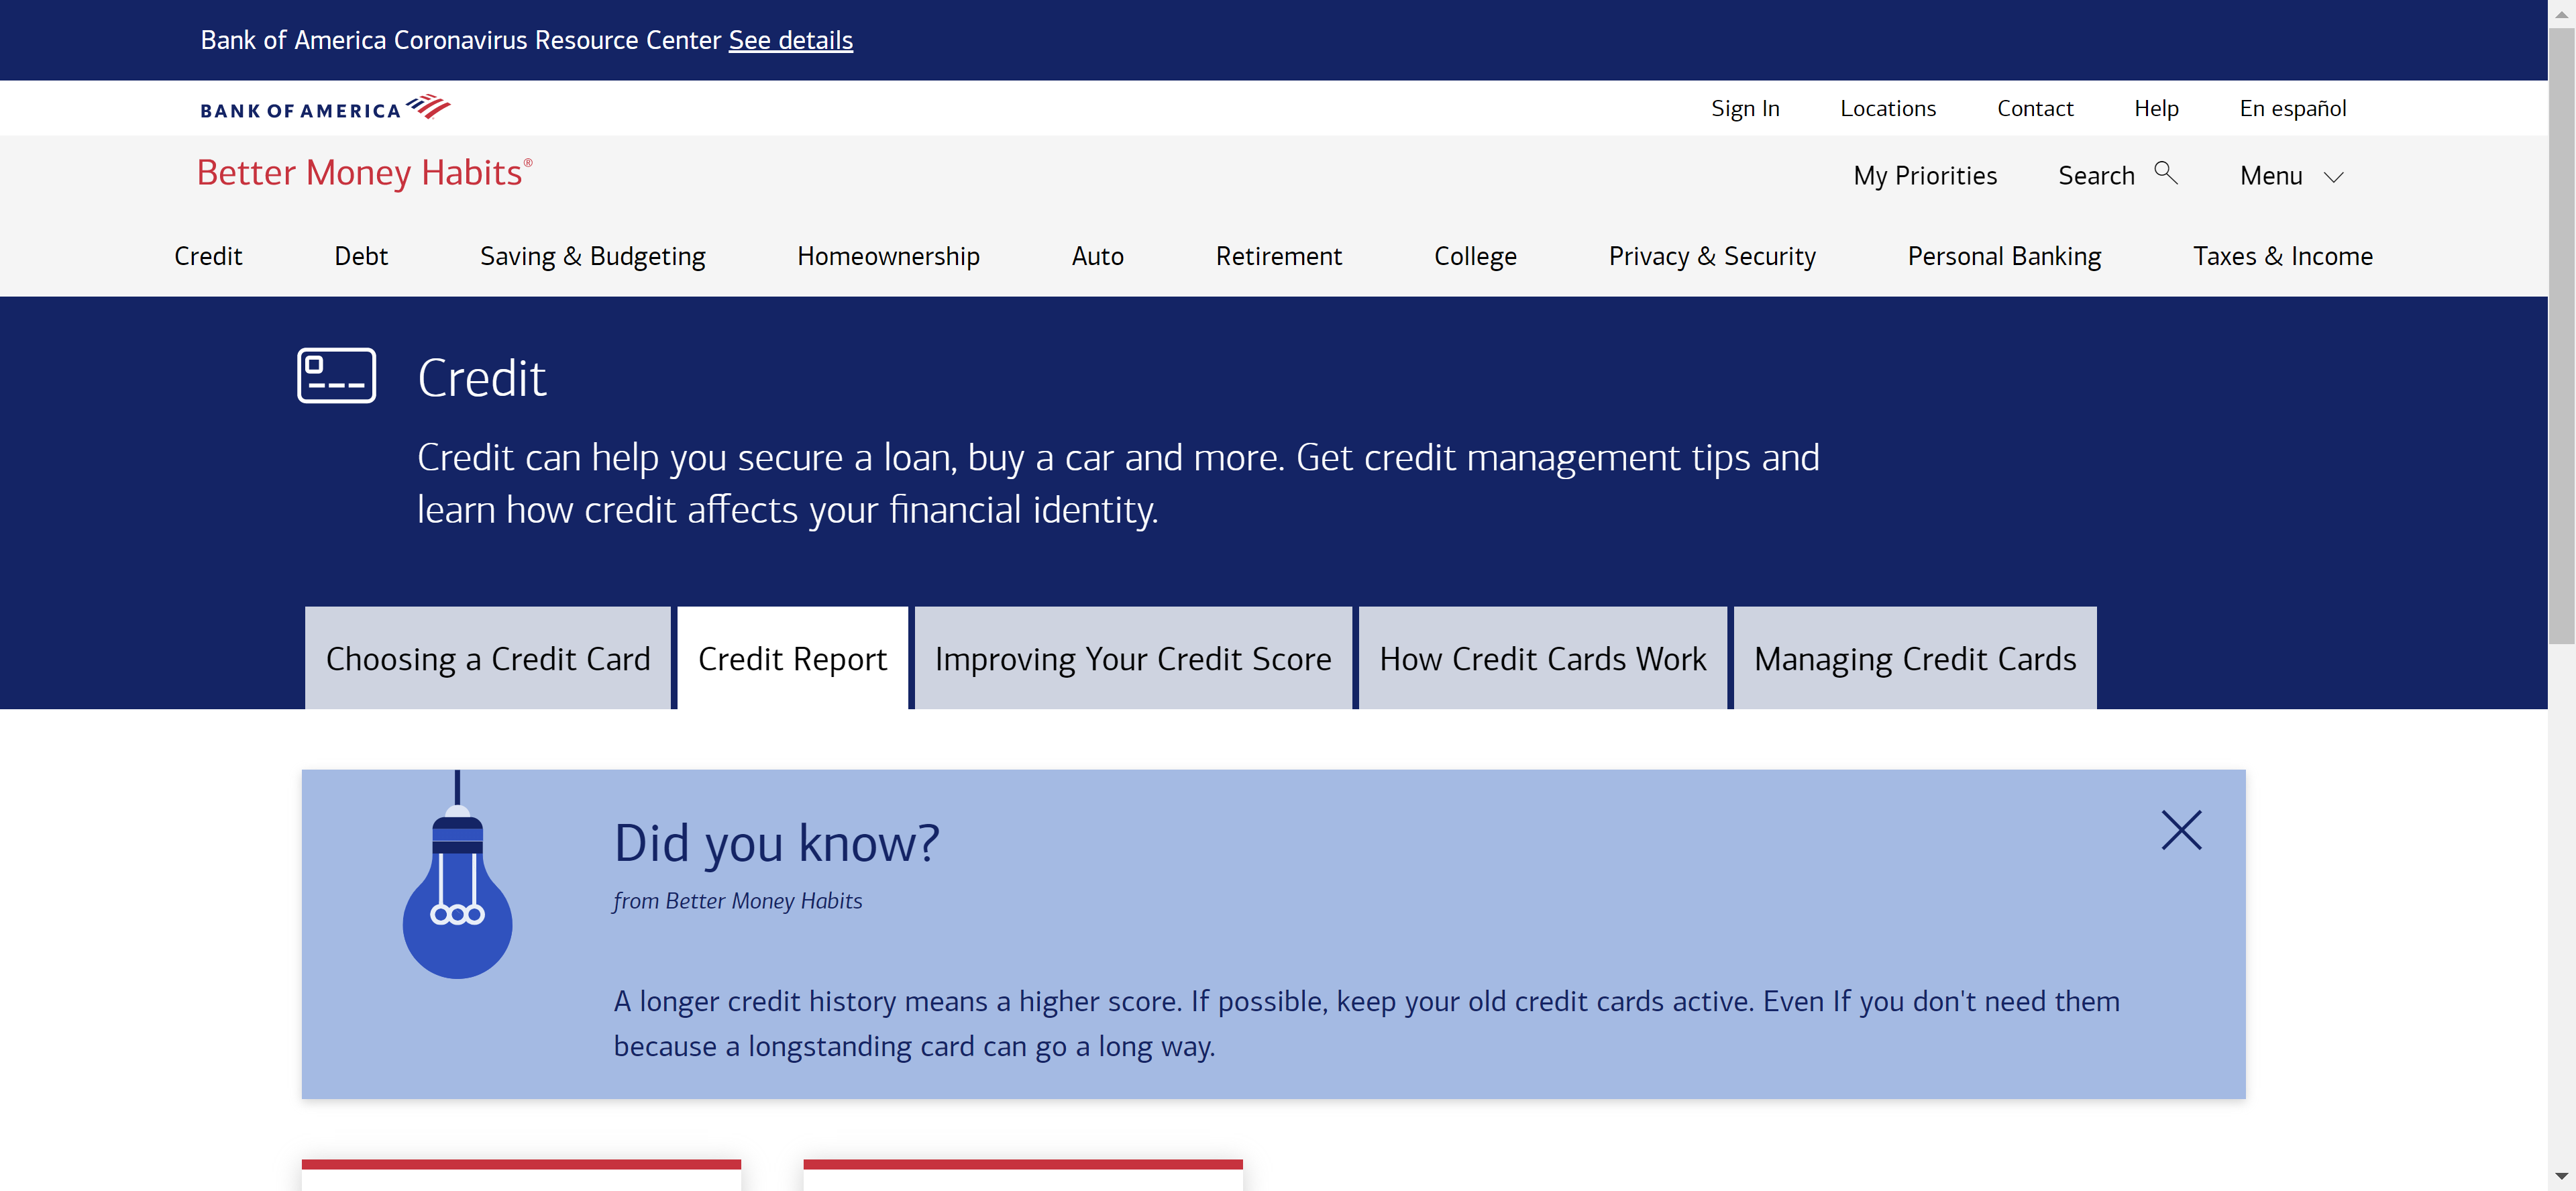 Bank of America Coronavirus Resource Center See details
BANK OF AMERICA
Sign In Locations Contact Help En español
Better Money Habits®
My Priorities Search Menu
Credit Debt Saving & Budgeting Homeownership Auto Retirement College Privacy & Security Personal Banking Taxes & Income
Credit
Credit can help you secure a loan, buy a car and more. Get credit management tips and
learn how credit affects your financial identity.
Choosing a Credit Card Credit Report Improving Your Credit Score How Credit Cards Work Managing Credit Cards
Did you know?
from Better Money Habits
A longer credit history means a higher score. If possible, keep your old credit cards active. Even If you don't need them
because a longstanding card can go a long way.